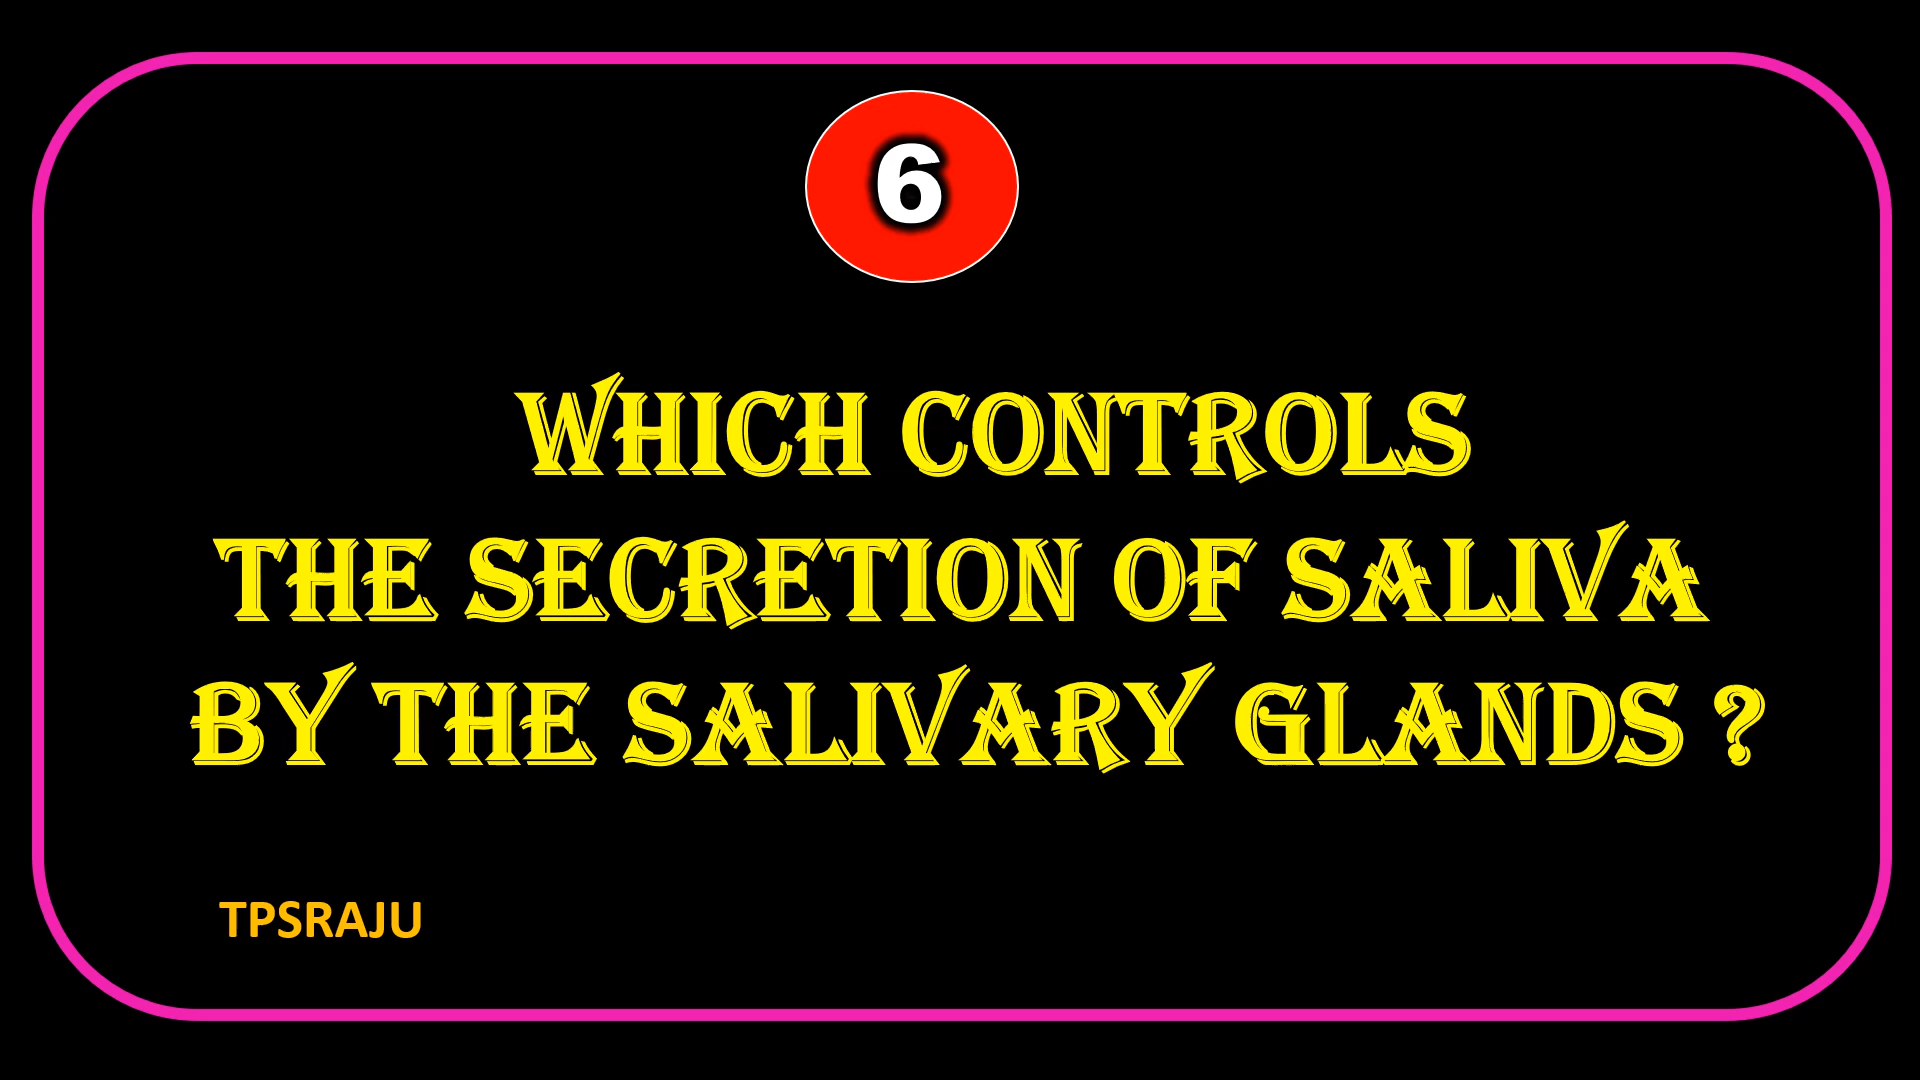 6
WHICH CONTROLS
THE SECRETION OF SALIVA
BY THE SALIVARY GLANDS ?
TPSRAJU